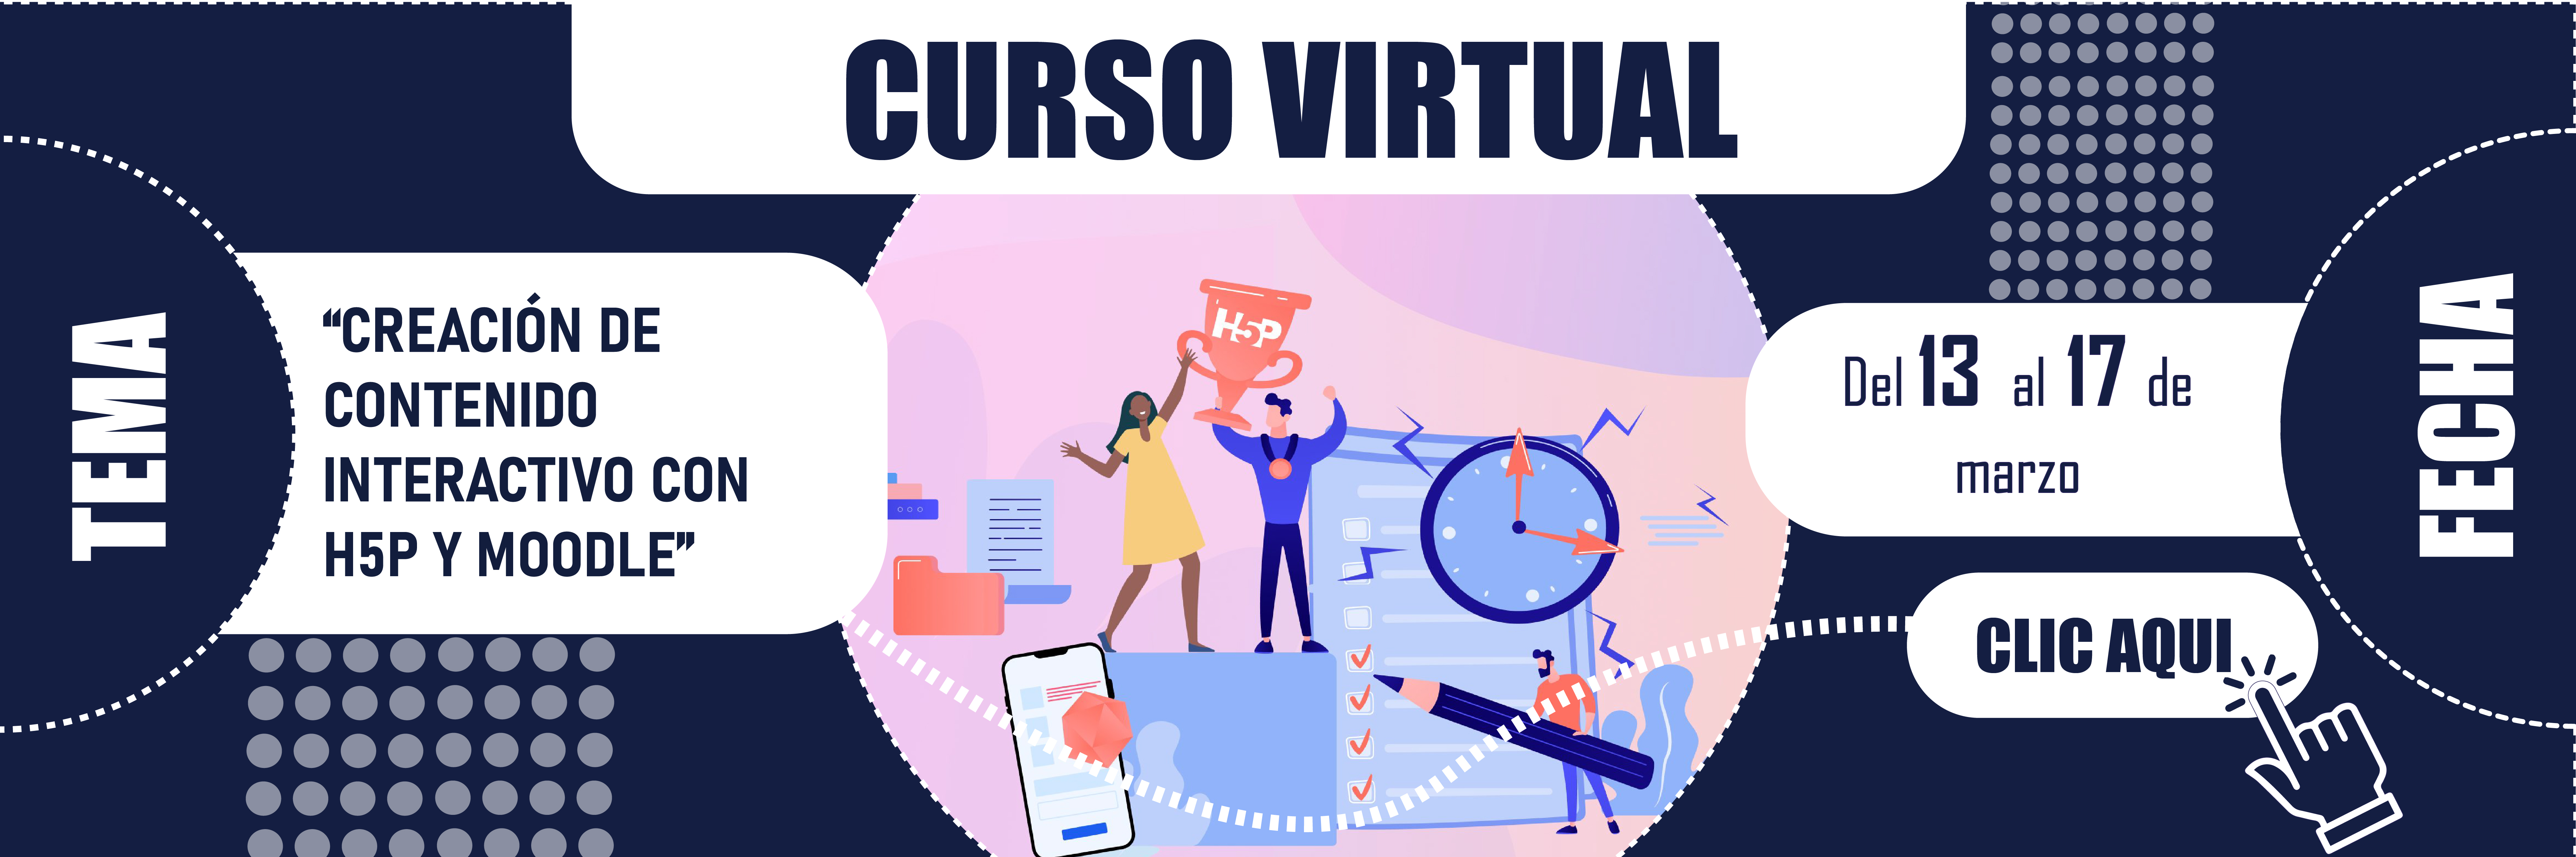 CURSO VIRTUAL
TEMA
“CREACIÓN DE
CONTENIDO
INTERACTIVO CON
H5P Y MOODLE”
H5P
Del 13 al 17 de
marzo
FECHA
CLIC AQUI